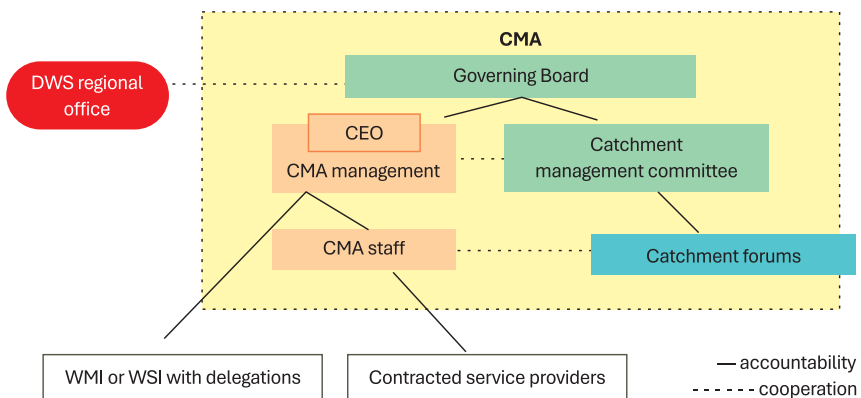 CMA
Governing Board
DWS regional
office
CEO
CMA management
Catchment
management committee
CMA staff
Catchment forums
WMI or WSI with delegations
Contracted service providers
accountability
cooperation